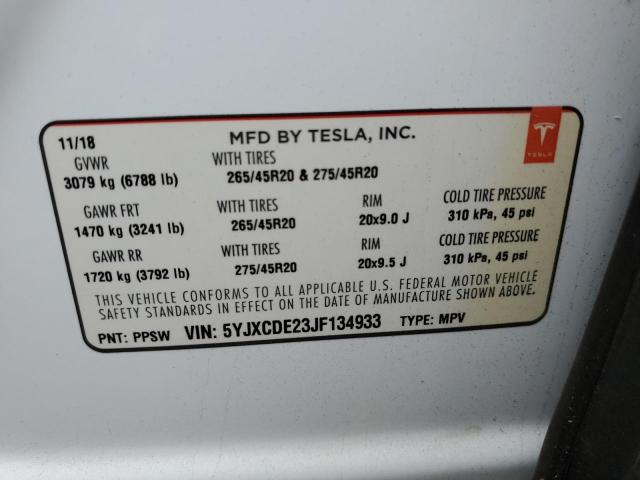 11/18 MFD BY TESLA, INC.
TESLA
GVWR WITH TIRES
3079 kg (6788 lb) 265/45R20 & 275/45R20
GAWR FRT WITH TIRES RIM COLD TIRE PRESSURE
1470 kg (3241 lb) 265/45R20 20x9.0 J 310 kPa, 45 psi
GAWR RR WITH TIRES RIM COLD TIRE PRESSURE
1720 kg (3792 lb) 275/45R20 20x9.5 J 310 kPa, 45 psi
THIS VEHICLE CONFORMS TO ALL APPLICABLE U.S. FEDERAL MOTOR VEHICLE
SAFETY STANDARDS IN EFFECT ON THE DATE OF MANUFACTURE SHOWN ABOVE.
PNT: PPSW VIN: 5YJXCDE23JF134933 TYPE: MPV